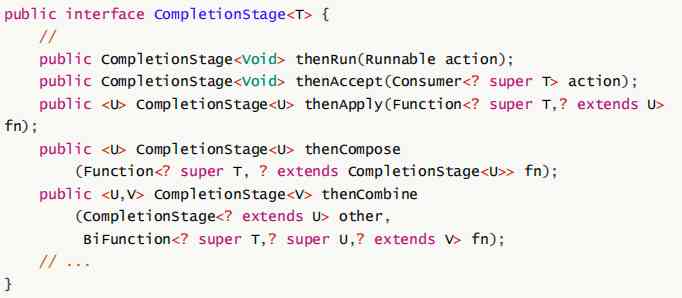 public interface CompletionStage<T> {
    //
    public CompletionStage<Void> thenRun(Runnable action);
    public CompletionStage<Void> thenAccept(Consumer<? super T> action);
    public <U> CompletionStage<U> thenApply(Function<? super T,? extends U>
fn);
    public <U> CompletionStage<U> thenCompose
        (Function<? super T, ? extends CompletionStage<U>> fn);
    public <U,V> CompletionStage<V> thenCombine
        (CompletionStage<? extends U> other,
         BiFunction<? super T,? super U,? extends V> fn);
    // ...
}